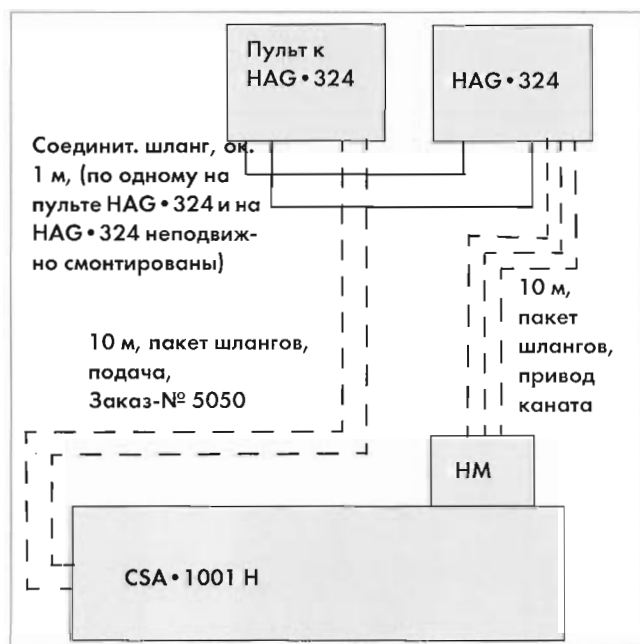 Пульт к
HAG•324
HAG•324
Соединит. шланг, ок.
1 м, (по одному на
пульте HAG•324 и на
HAG•324 неподвиж-
но смонтированы)
10 м,
пакет
шлангов,
привод
каната
10 м, пакет шлангов,
подача,
Заказ-№ 5050
HM
CSA•1001 H